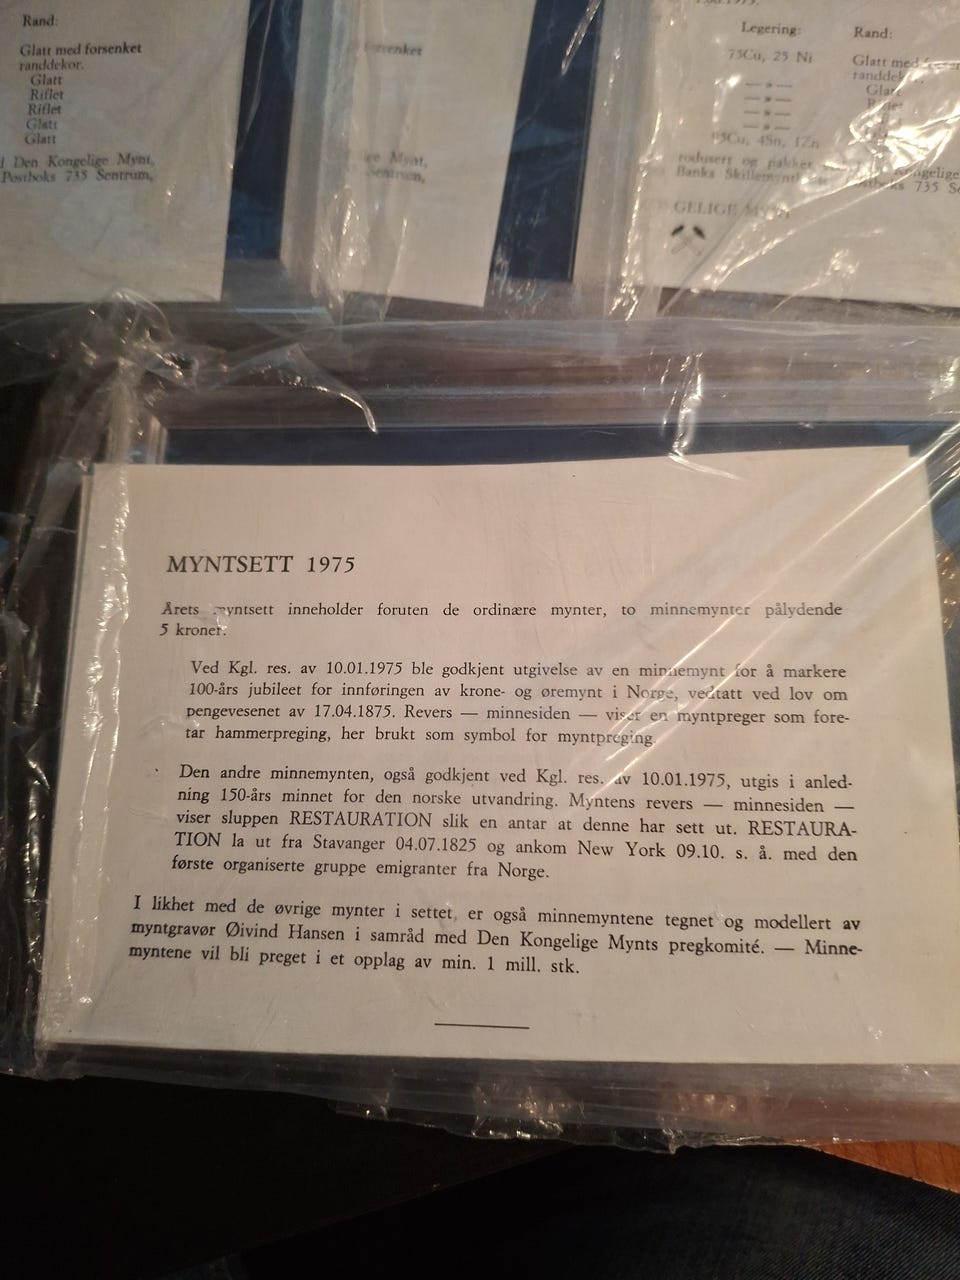 Rand:
Glatt med forsenket
randdekor.
Glatt
Riflet
Riflet
Glatt
Glatt
Den Kongelige Mynt,
Postboks 735 Sentrum,
forsenket
Mynt,
Sentrum,
Legering:
75Cu, 25 Ni
— » —
— » —
— » —
— » —
4Sn, 1Zn
og
Banks
Rand:
Glatt med
735
MYNTSETT 1975
Årets inneholder foruten de ordinære mynter, to minnemynter pålydende
5 kroner:
Ved Kgl. res. av 10.01.1975 ble godkjent utgivelse av en minnemynt for å markere
100-års jubileet for innføringen av krone- og øremynt i Norge, vedtatt ved lov om
pengevesenet av 17.04.1875. Revers — minnesiden — viser en myntpreger som fore-
tar hammerpreging, her brukt som symbol for myntpreging.
Den andre minnemynten, også godkjent ved Kgl. res. av 10.01.1975, utgis i anled-
ning 150-års minnet for den norske utvandring. Myntens revers — minnesiden —
viser sluppen RESTAURATION slik en antar at denne har sett ut. RESTAURA-
TION la ut fra Stavanger 04.07.1825 og ankom New York 09.10. s. å. med den
første organiserte gruppe emigranter fra Norge.
I likhet med de øvrige mynter i settet, er også minnemyntene tegnet og modellert av
myntgravør Øivind Hansen i samråd med Den Kongelige Mynts pregkomité. — Minne-
myntene vil bli preget i et opplag av min. 1 mill. stk.